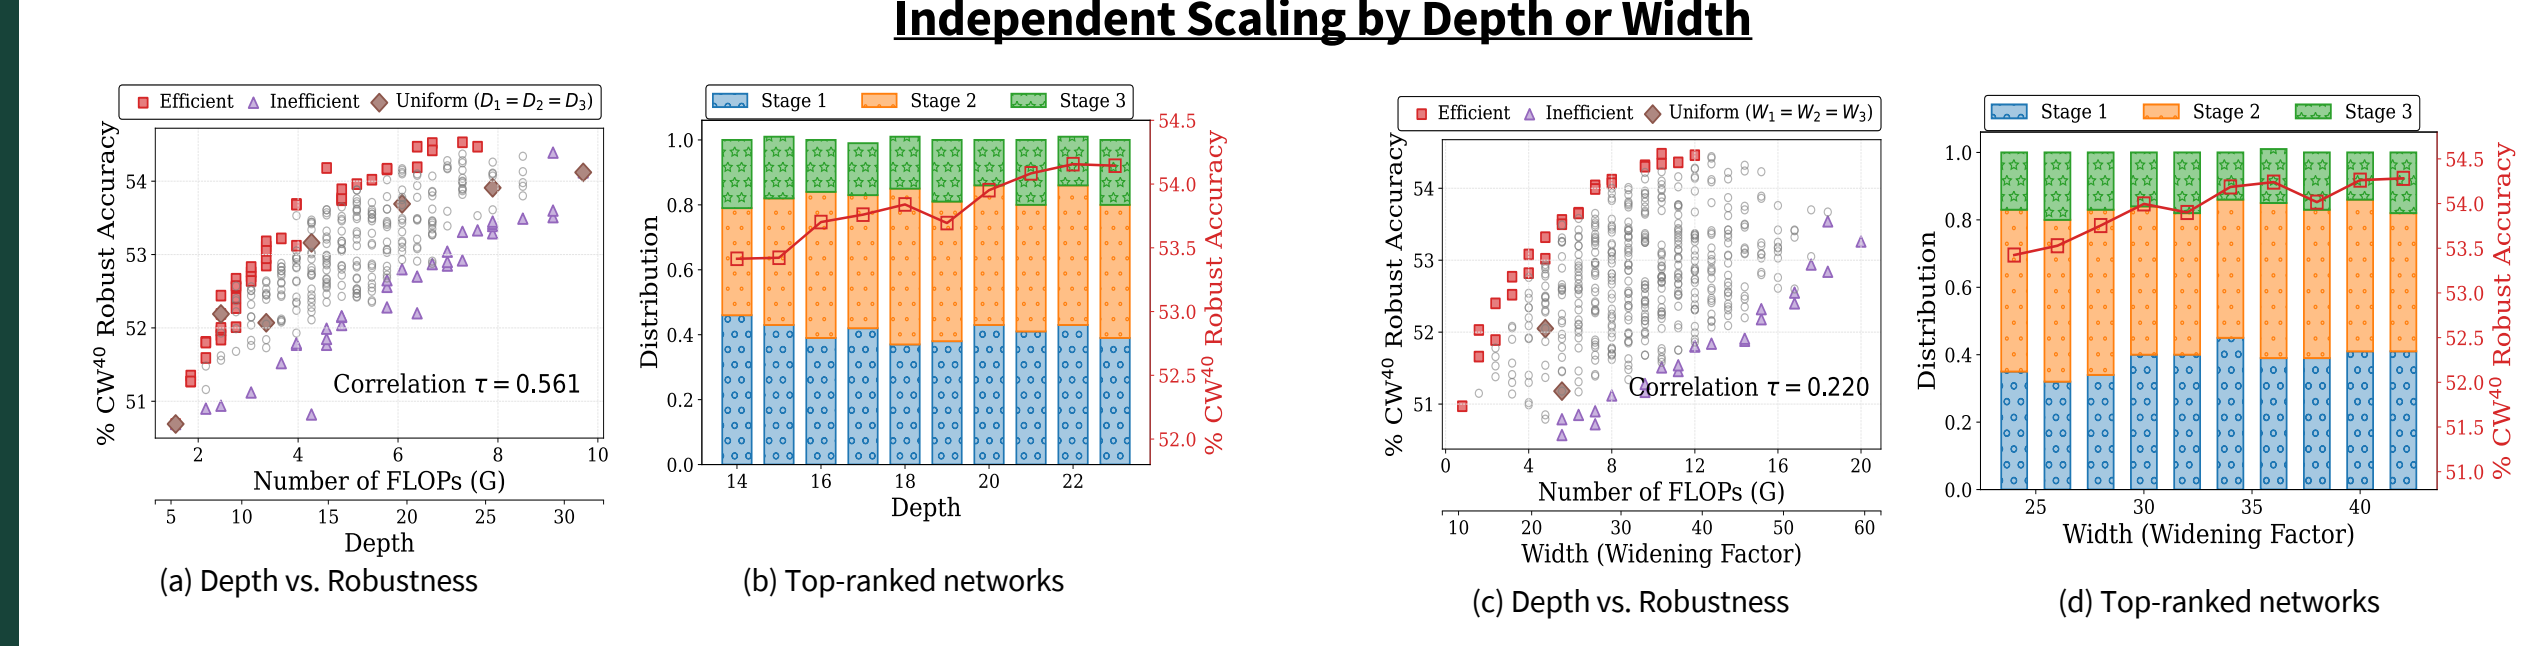 Independent Scaling by Depth or Width
Efficient Inefficient Uniform (D₁ = D₂ = D₃)
% CW⁴⁰ Robust Accuracy
54
53
52
51
Correlation τ = 0.561
2 4 6 8 10
Number of FLOPs (G)
5 10 15 20 25 30
Depth
(a) Depth vs. Robustness
Stage 1 Stage 2 Stage 3
Distribution
1.0
0.8
0.6
0.4
0.2
0.0
14 16 18 20 22
Depth
54.5
54.0
53.5
53.0
52.5
52.0
% CW⁴⁰ Robust Accuracy
(b) Top-ranked networks
Efficient Inefficient Uniform (W₁ = W₂ = W₃)
% CW⁴⁰ Robust Accuracy
54
53
52
51
Correlation τ = 0.220
0 4 8 12 16 20
Number of FLOPs (G)
10 20 30 40 50 60
Width (Widening Factor)
(c) Depth vs. Robustness
Stage 1 Stage 2 Stage 3
Distribution
1.0
0.8
0.6
0.4
0.2
0.0
25 30 35 40
Width (Widening Factor)
54.5
54.0
53.5
53.0
52.5
52.0
51.5
51.0
% CW⁴⁰ Robust Accuracy
(d) Top-ranked networks